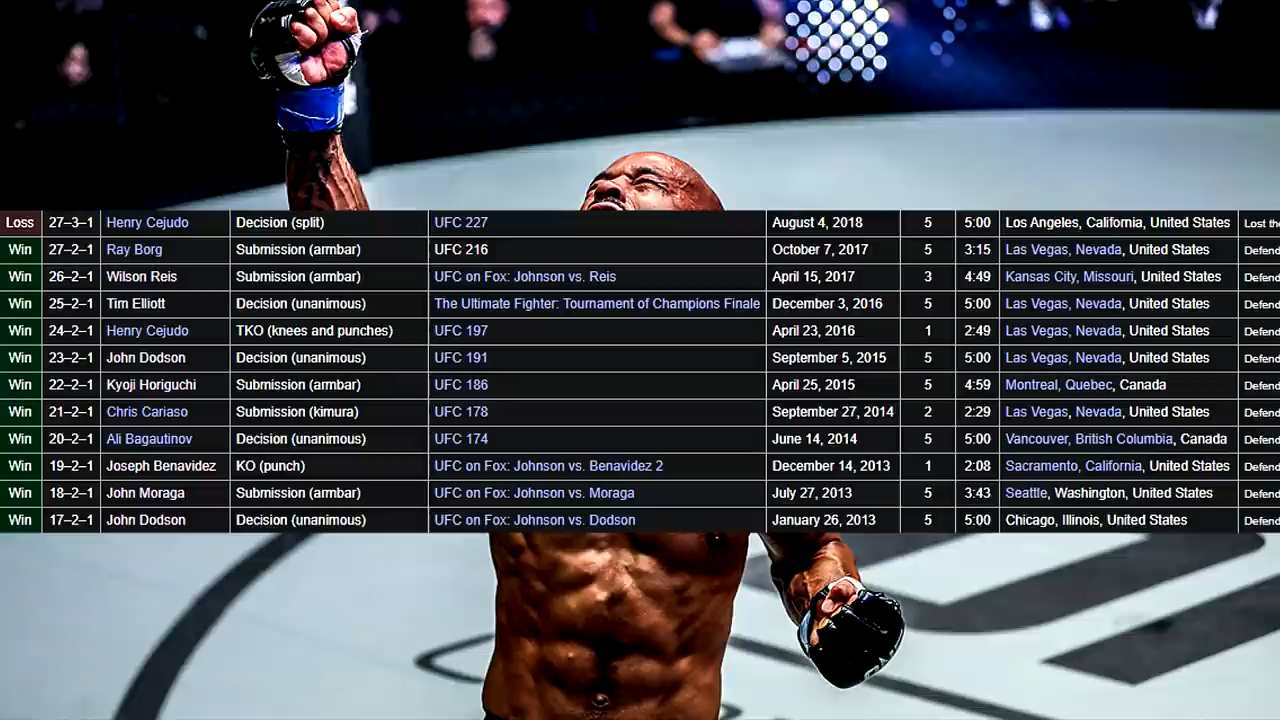 Loss 27–3–1 Henry Cejudo Decision (split) UFC 227 August 4, 2018 5 5:00 Los Angeles, California, United States Lost the
Win 27–2–1 Ray Borg Submission (armbar) UFC 216 October 7, 2017 5 3:15 Las Vegas, Nevada, United States Defend
Win 26–2–1 Wilson Reis Submission (armbar) UFC on Fox: Johnson vs. Reis April 15, 2017 3 4:49 Kansas City, Missouri, United States Defend
Win 25–2–1 Tim Elliott Decision (unanimous) The Ultimate Fighter: Tournament of Champions Finale December 3, 2016 5 5:00 Las Vegas, Nevada, United States Defend
Win 24–2–1 Henry Cejudo TKO (knees and punches) UFC 197 April 23, 2016 1 2:49 Las Vegas, Nevada, United States Defend
Win 23–2–1 John Dodson Decision (unanimous) UFC 191 September 5, 2015 5 5:00 Las Vegas, Nevada, United States Defend
Win 22–2–1 Kyoji Horiguchi Submission (armbar) UFC 186 April 25, 2015 5 4:59 Montreal, Quebec, Canada Defend
Win 21–2–1 Chris Cariaso Submission (kimura) UFC 178 September 27, 2014 2 2:29 Las Vegas, Nevada, United States Defend
Win 20–2–1 Ali Bagautinov Decision (unanimous) UFC 174 June 14, 2014 5 5:00 Vancouver, British Columbia, Canada Defend
Win 19–2–1 Joseph Benavidez KO (punch) UFC on Fox: Johnson vs. Benavidez 2 December 14, 2013 1 2:08 Sacramento, California, United States Defend
Win 18–2–1 John Moraga Submission (armbar) UFC on Fox: Johnson vs. Moraga July 27, 2013 5 3:43 Seattle, Washington, United States Defend
Win 17–2–1 John Dodson Decision (unanimous) UFC on Fox: Johnson vs. Dodson January 26, 2013 5 5:00 Chicago, Illinois, United States Defend